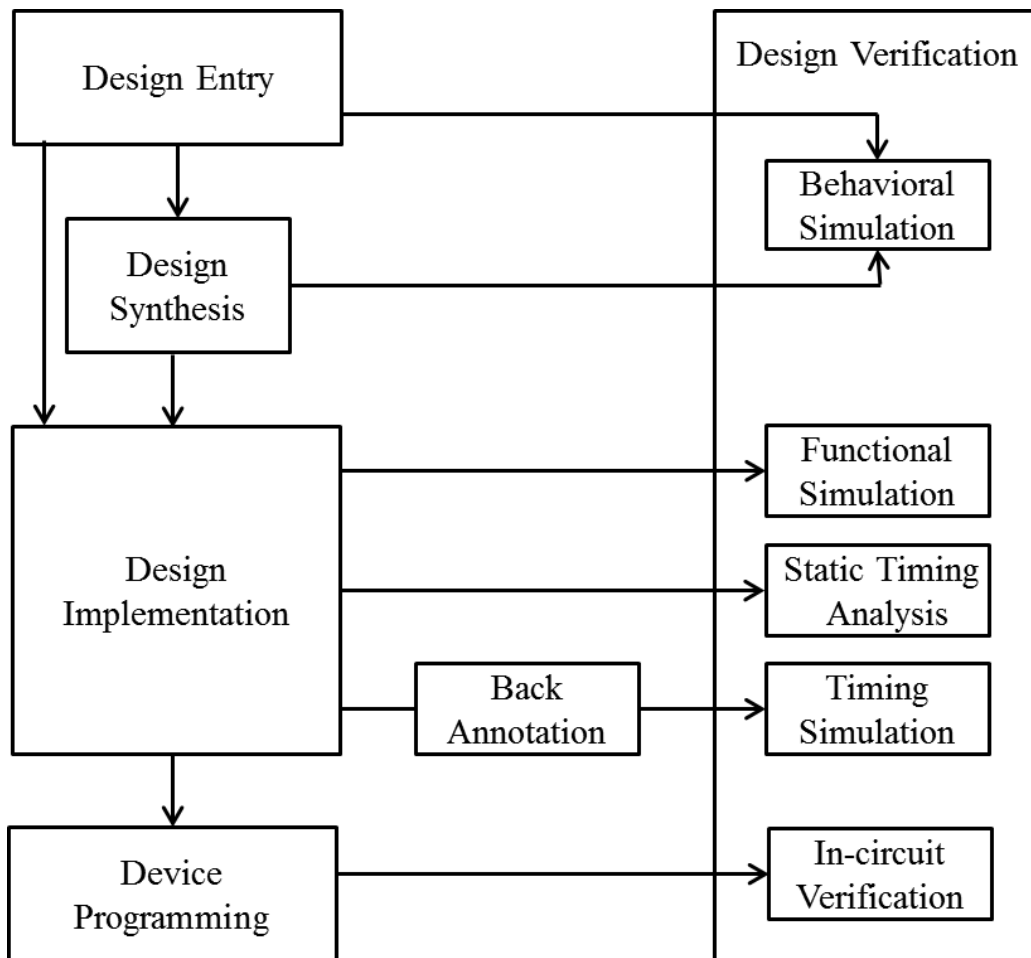 Design Entry
Design Verification
Behavioral
Simulation
Design
Synthesis
Functional
Simulation
Design
Implementation
Static Timing
Analysis
Back
Annotation
Timing
Simulation
Device
Programming
In-circuit
Verification